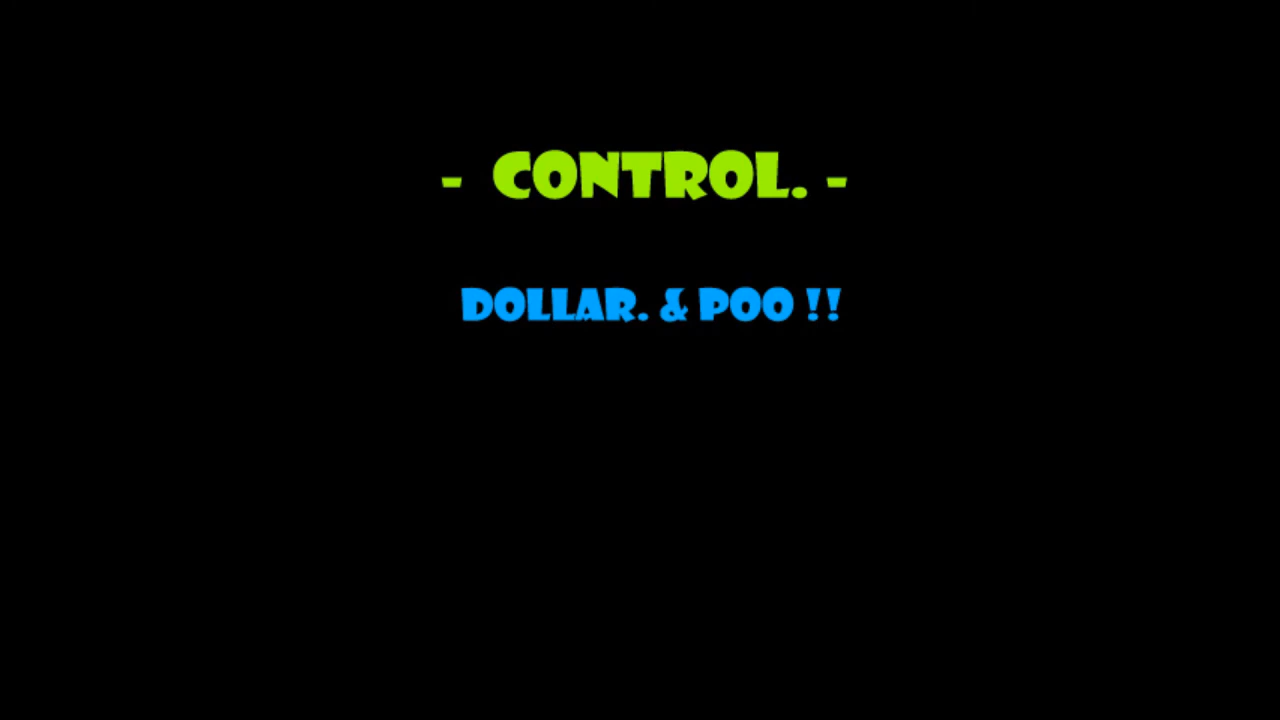 - CONTROL. -
DOLLAR. & POO !!